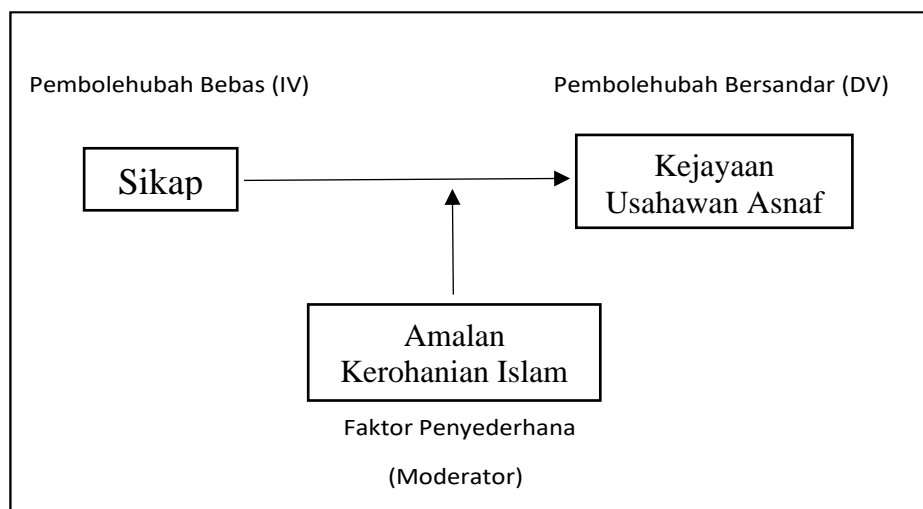 Pembolehubah Bebas (IV)
Pembolehubah Bersandar (DV)
Sikap
Kejayaan
Usahawan Asnaf
Amalan
Kerohanian Islam
Faktor Penyederhana
(Moderator)